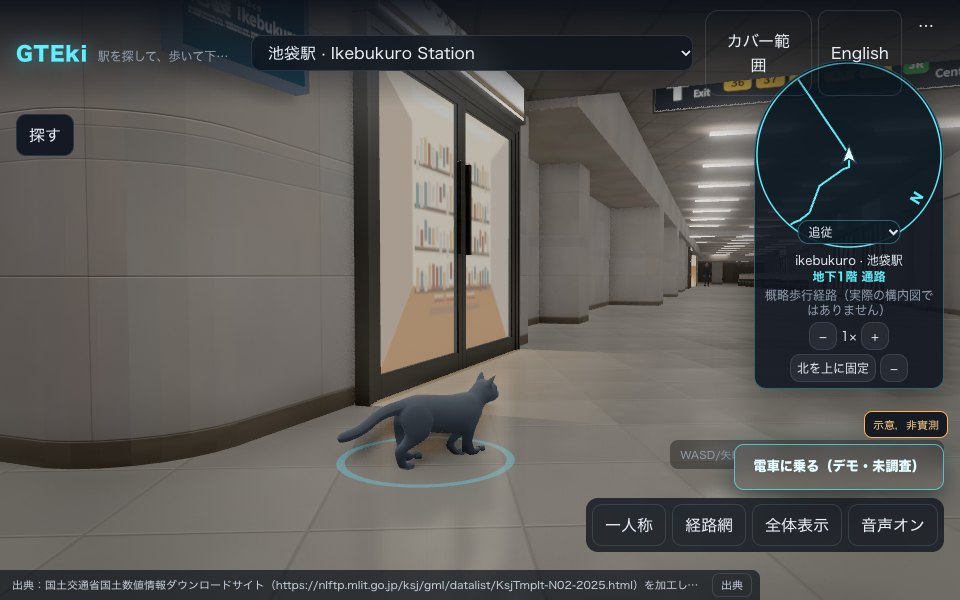 Ikebukuro
GTEki
駅を探して、歩いて下…
池袋駅 · Ikebukuro Station
カバー範
囲
English
…
Exit
36
37
JR
Cent
探す
N
追従
ikebukuro · 池袋駅
地下1階 通路
概略歩行経路（実際の構内図で
はありません）
− 1× +
北を上に固定 −
示意，非實測
WASD/矢
電車に乗る（デモ・未調査）
一人称 経路網 全体表示 音声オン
出典：国土交通省国土数値情報ダウンロードサイト（https://nlftp.mlit.go.jp/ksj/gml/datalist/KsjTmplt-N02-2025.html）を加工し… 出典